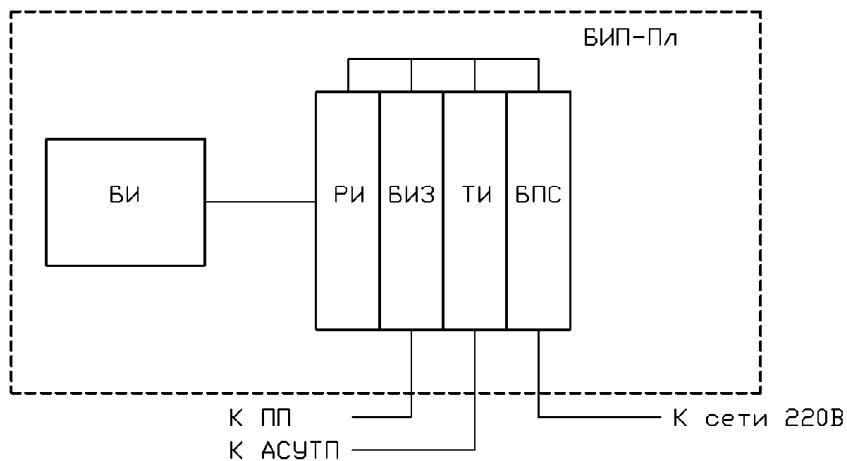 БИП-Пл
БИ
РИ БИЗ ТИ БПС
К ПП
К сети 220В
К АСУТП